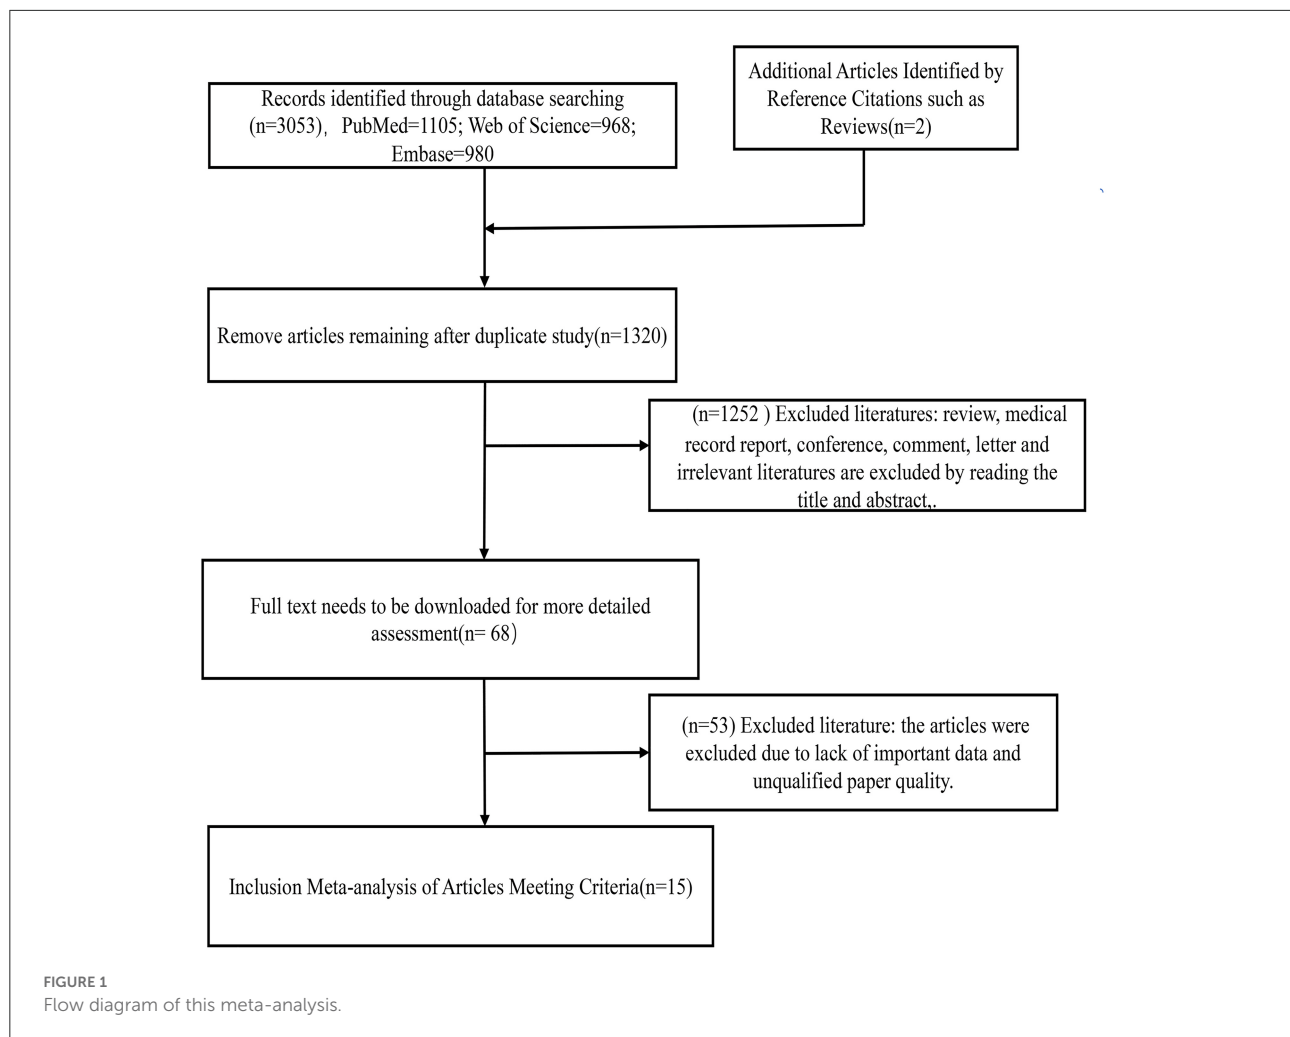 Records identified through database searching
(n=3053),  PubMed=1105; Web of Science=968;
Embase=980
Additional Articles Identified by
Reference Citations such as
Reviews(n=2)
Remove articles remaining after duplicate study(n=1320)
(n=1252 ) Excluded literatures: review, medical
record report, conference, comment, letter and
irrelevant literatures are excluded by reading the
title and abstract,.
Full text needs to be downloaded for more detailed
assessment(n= 68)
(n=53) Excluded literature: the articles were
excluded due to lack of important data and
unqualified paper quality.
Inclusion Meta-analysis of Articles Meeting Criteria(n=15)
FIGURE 1
Flow diagram of this meta-analysis.